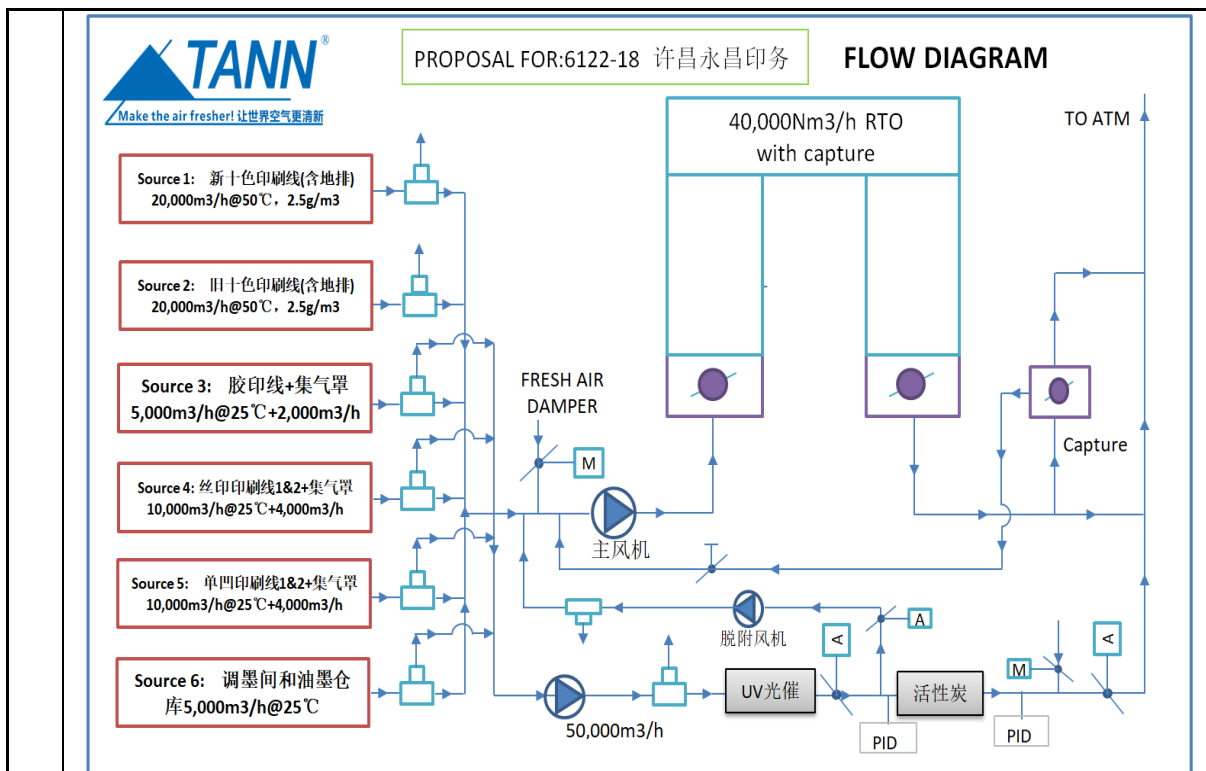 TANN®
Make the air fresher! 让世界空气更清新
PROPOSAL FOR:6122-18 许昌永昌印务
FLOW DIAGRAM
40,000Nm3/h RTO
with capture
TO ATM
Source 1: 新十色印刷线(含地排)
20,000m3/h@50℃，2.5g/m3
Source 2: 旧十色印刷线(含地排)
20,000m3/h@50℃，2.5g/m3
Source 3: 胶印线+集气罩
5,000m3/h@25℃+2,000m3/h
FRESH AIR
DAMPER
M
Capture
Source 4: 丝印印刷线1&2+集气罩
10,000m3/h@25℃+4,000m3/h
主风机
Source 5: 单凹印刷线1&2+集气罩
10,000m3/h@25℃+4,000m3/h
脱附风机
A
A
A
M
Source 6: 调墨间和油墨仓
库5,000m3/h@25℃
50,000m3/h
UV光催
活性炭
PID
PID